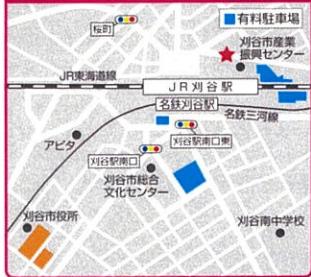 桜町
有料駐車場
刈谷市産業
振興センター
JR東海道線
JR刈谷駅
名鉄刈谷駅
名鉄三河線
刈谷駅南口東
アピタ
刈谷駅南口
刈谷市総合
文化センター
刈谷市役所
刈谷南中学校